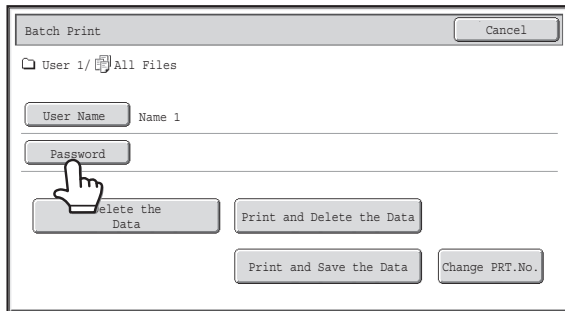 Batch Print
Cancel
User 1/ All Files
User Name
Name 1
Password
elete the
Data
Print and Delete the Data
Print and Save the Data
Change PRT.No.